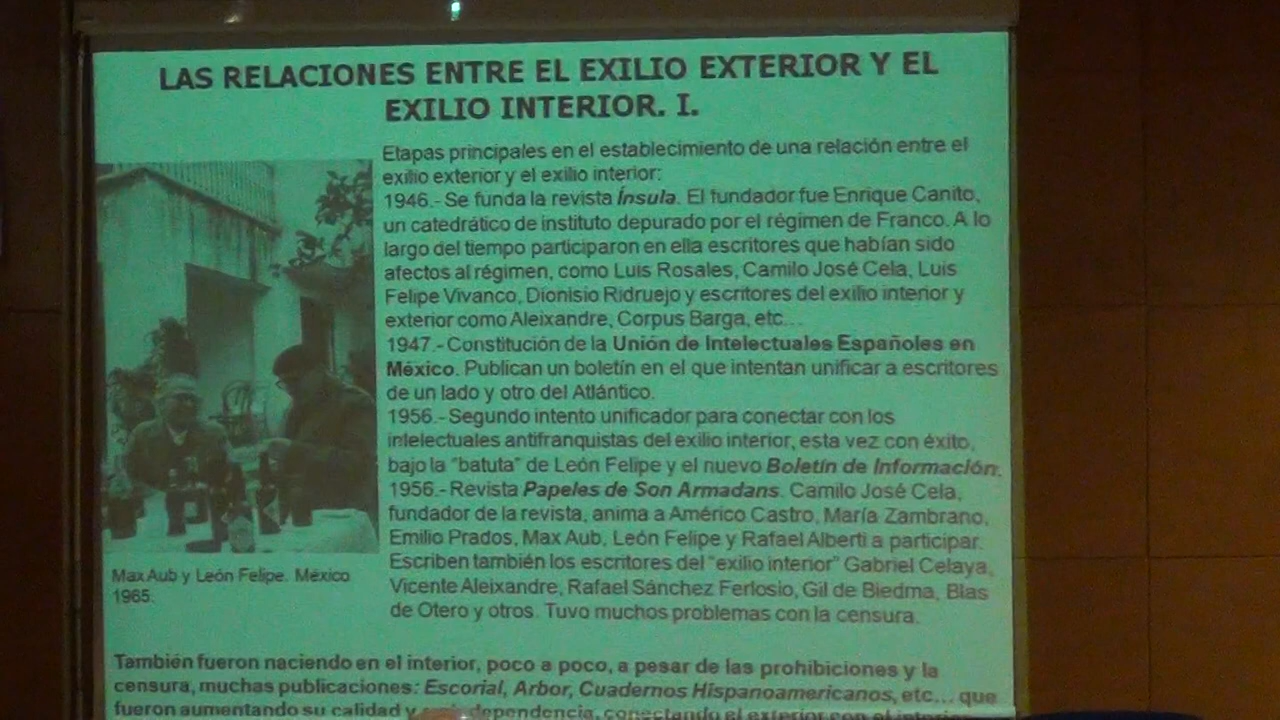 LAS RELACIONES ENTRE EL EXILIO EXTERIOR Y EL
EXILIO INTERIOR. I.
Etapas principales en el establecimiento de una relación entre el
exilio exterior y el exilio interior:
1946.- Se funda la revista Ínsula. El fundador fue Enrique Canito,
un catedrático de instituto depurado por el régimen de Franco. A lo
largo del tiempo participaron en ella escritores que habían sido
afectos al régimen, como Luis Rosales, Camilo José Cela, Luis
Felipe Vivanco, Dionisio Ridruejo y escritores del exilio interior y
exterior como Aleixandre, Corpus Barga, etc...
1947.- Constitución de la Unión de Intelectuales Españoles en
México. Publican un boletín en el que intentan unificar a escritores
de un lado y otro del Atlántico.
1956.- Segundo intento unificador para conectar con los
intelectuales antifranquistas del exilio interior, esta vez con éxito,
bajo la "batuta" de León Felipe y el nuevo Boletín de Información.
1956.- Revista Papeles de Son Armadans. Camilo José Cela,
fundador de la revista, anima a Américo Castro, María Zambrano,
Emilio Prados, Max Aub, León Felipe y Rafael Alberti a participar.
Escriben también los escritores del "exilio interior" Gabriel Celaya,
Vicente Aleixandre, Rafael Sánchez Ferlosio, Gil de Biedma, Blas
de Otero y otros. Tuvo muchos problemas con la censura.
Max Aub y León Felipe. México
1965.
También fueron naciendo en el interior, poco a poco, a pesar de las prohibiciones y la
censura, muchas publicaciones: Escorial, Arbor, Cuadernos Hispanoamericanos, etc... que
fueron aumentando su calidad y conectando el exterior con el interior